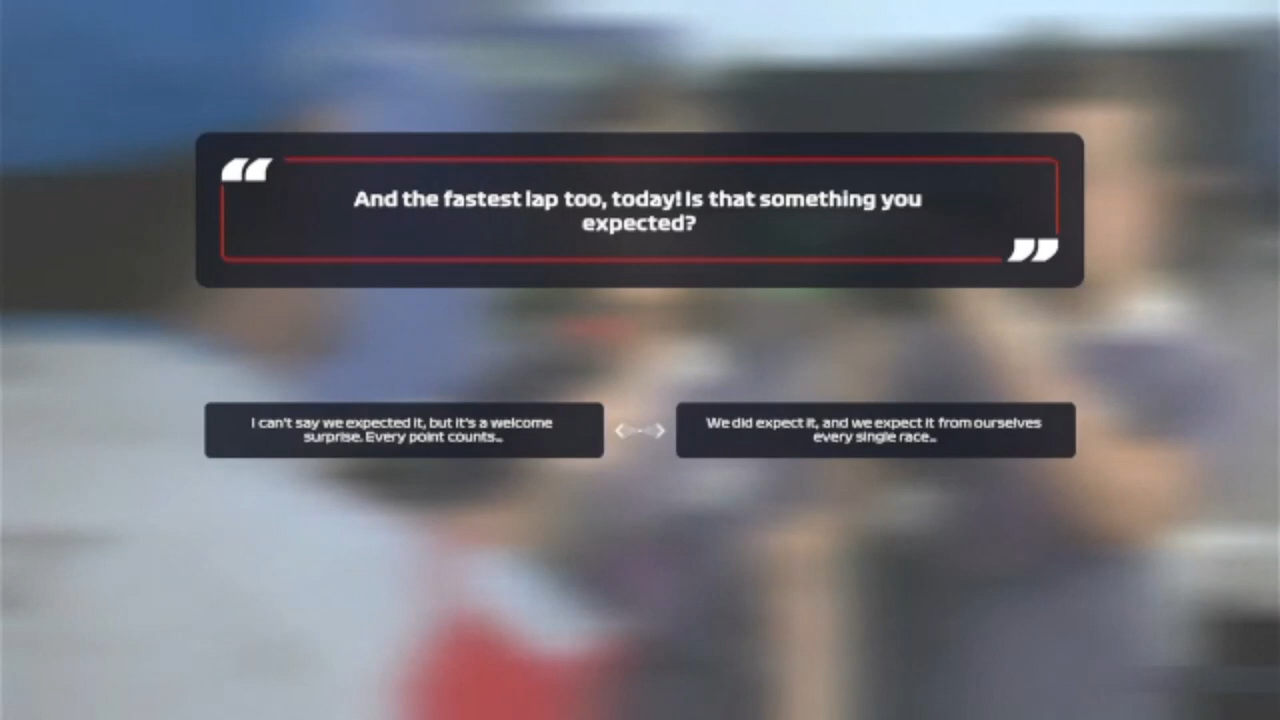 And the fastest lap too, today! Is that something you
expected?
I can't say we expected it, but it's a welcome
surprise. Every point counts...
We did expect it, and we expect it from ourselves
every single race...